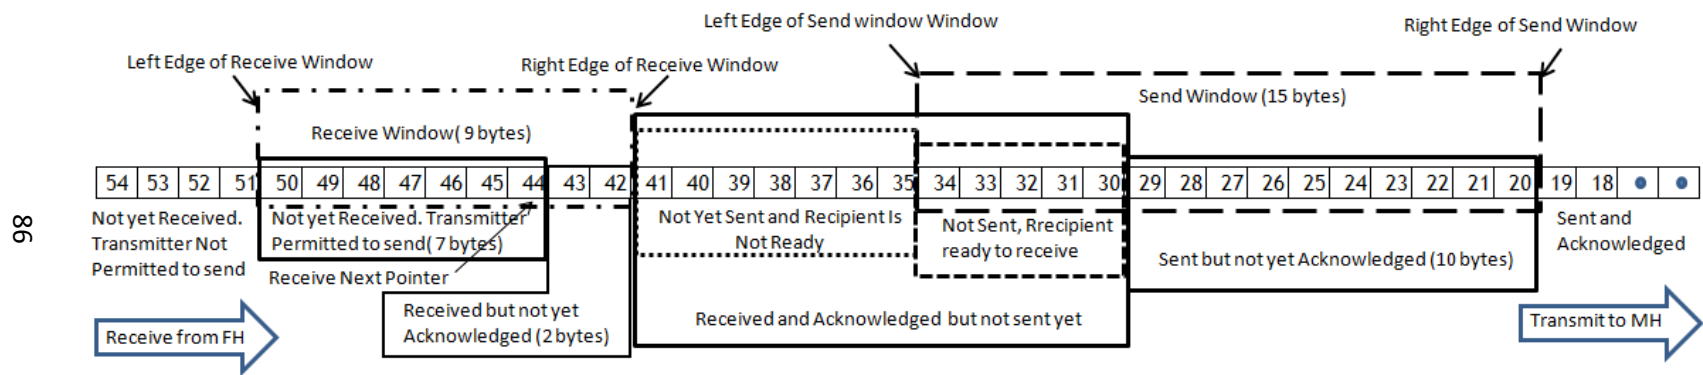 Left Edge of Send window Window
Right Edge of Send Window
Left Edge of Receive Window
Right Edge of Receive Window
Send Window (15 bytes)
Receive Window( 9 bytes)
54 53 52 51 50 49 48 47 46 45 44 43 42 41 40 39 38 37 36 35 34 33 32 31 30 29 28 27 26 25 24 23 22 21 20 19 18
Not yet Received.
Transmitter Not
Permitted to send
Not yet Received. Transmitter
Permitted to send( 7 bytes)
Receive Next Pointer
Received but not yet
Acknowledged (2 bytes)
Not Yet Sent and Recipient Is
Not Ready
Not Sent, Rrecipient
ready to receive
Received and Acknowledged but not sent yet
Sent but not yet Acknowledged (10 bytes)
Sent and
Acknowledged
Receive from FH
Transmit to MH
98